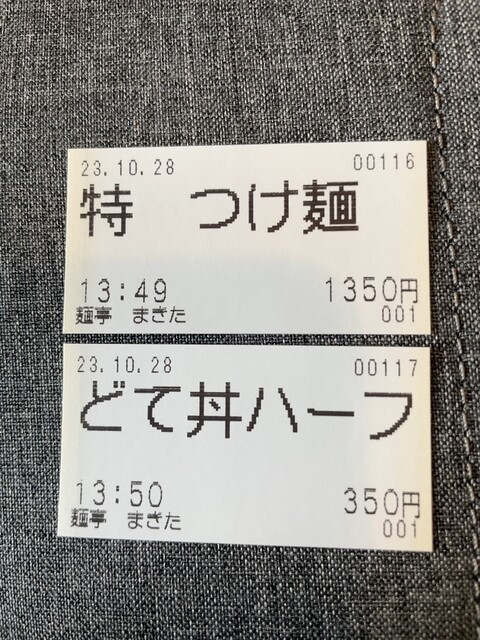 23.10.28 00116
特 つけ麺
13:49 1350円
麺亭 まきた 001
23.10.28 00117
どて丼ハーフ
13:50 350円
麺亭 まきた 001